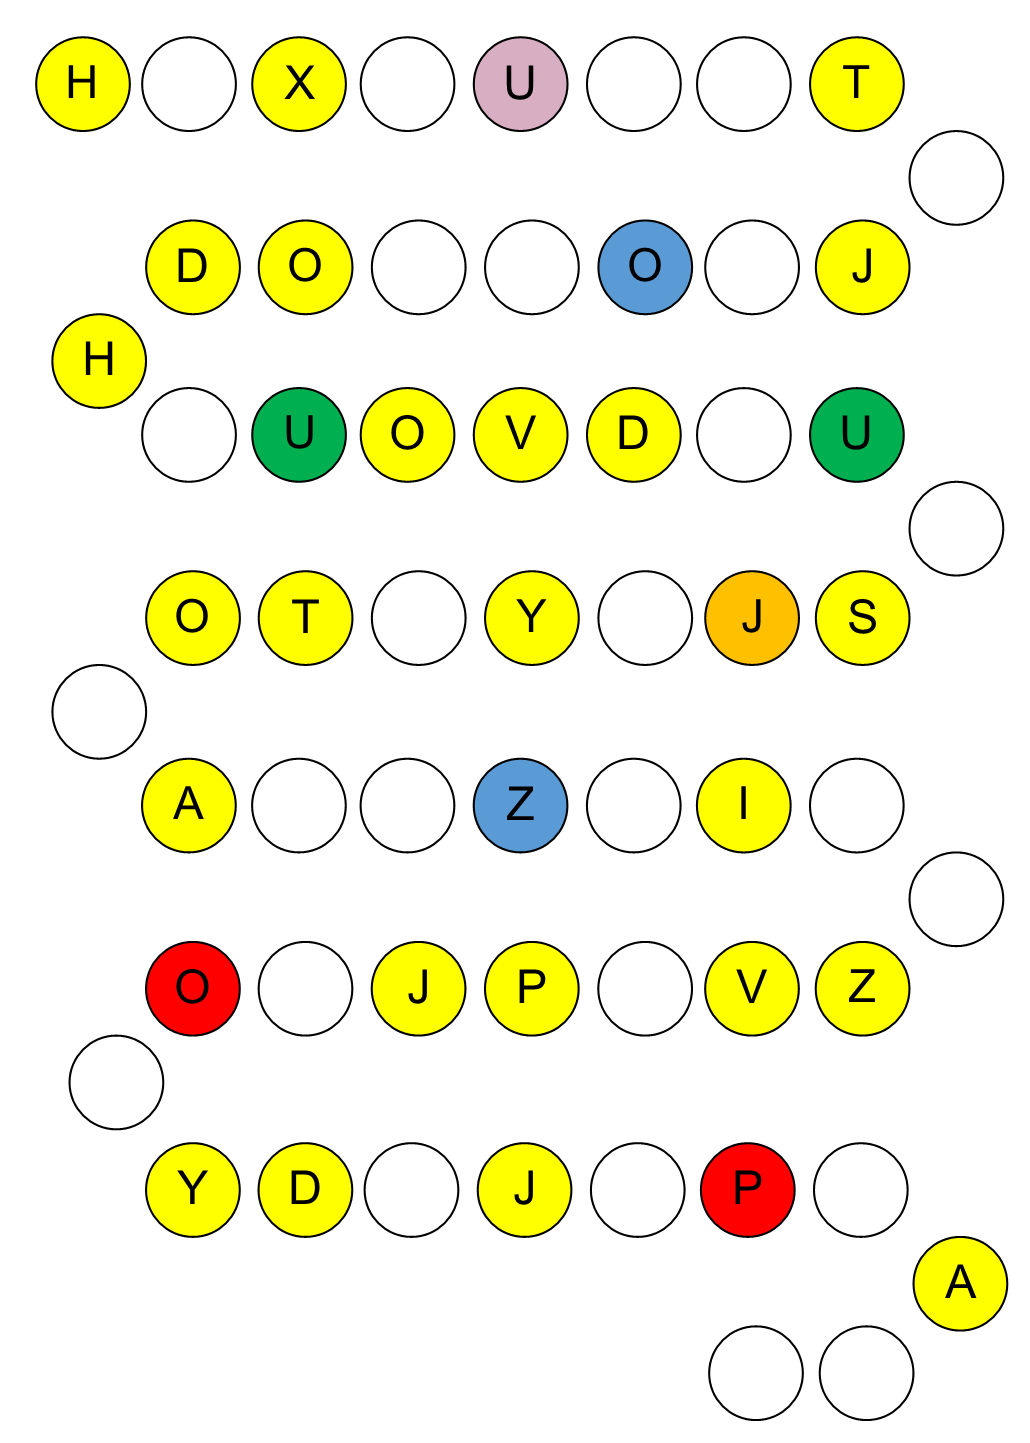 H X U T
D O O J
H
U O V D U
O T Y J S
A Z I
O J P V Z
Y D J P
A